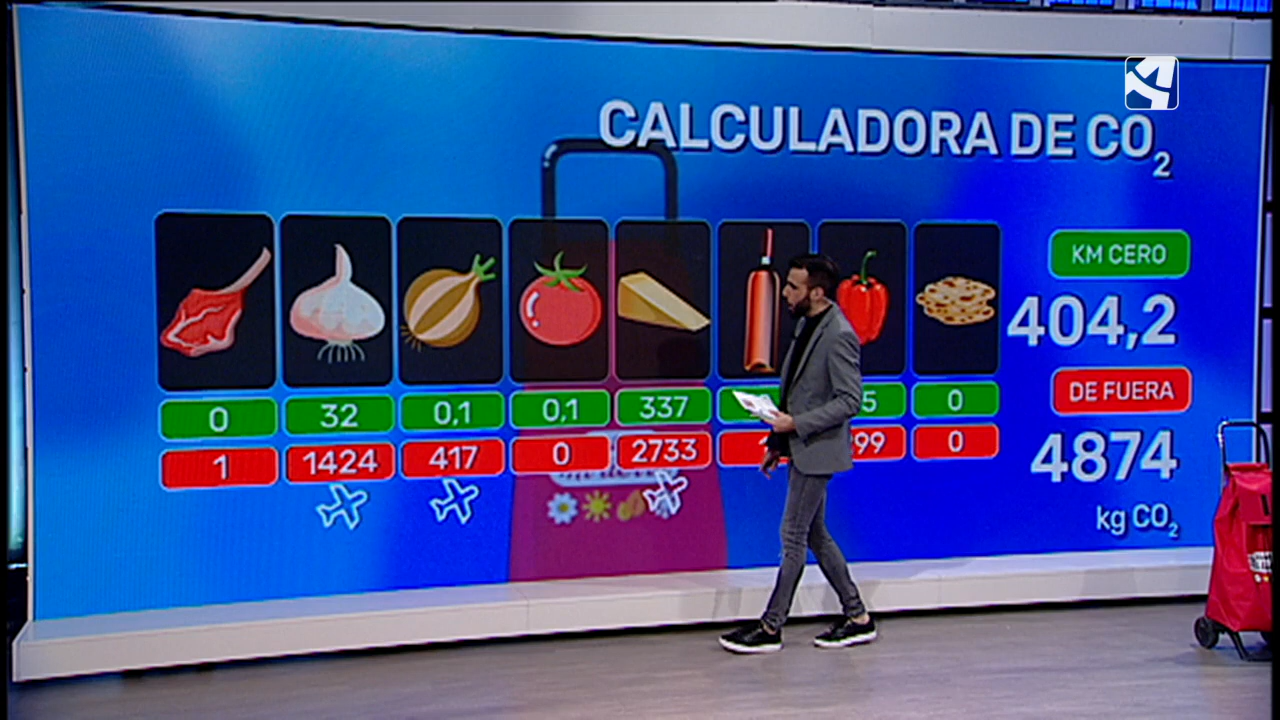 CALCULADORA DE CO₂
KM CERO
404,2
DE FUERA
4874
kg CO₂
0 32 0,1 0,1 337 0
1 1424 417 0 2733 0